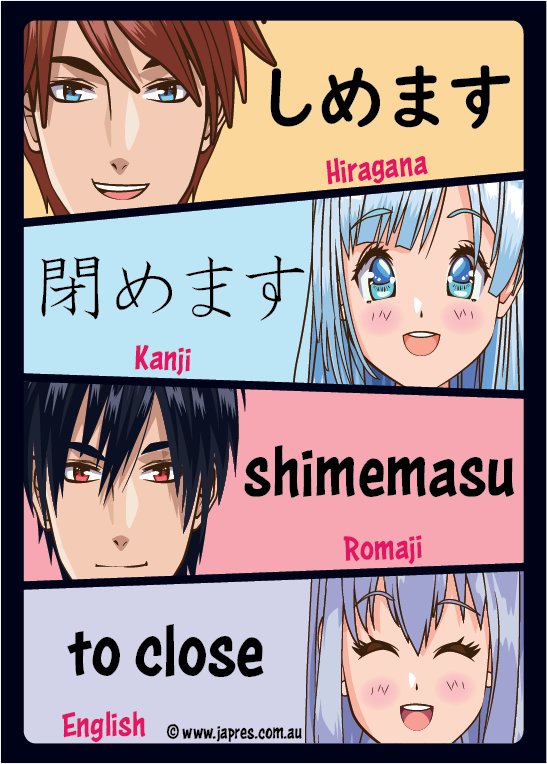 しめます
Hiragana
閉めます
Kanji
shimemasu
Romaji
to close
English
© www.japres.com.au